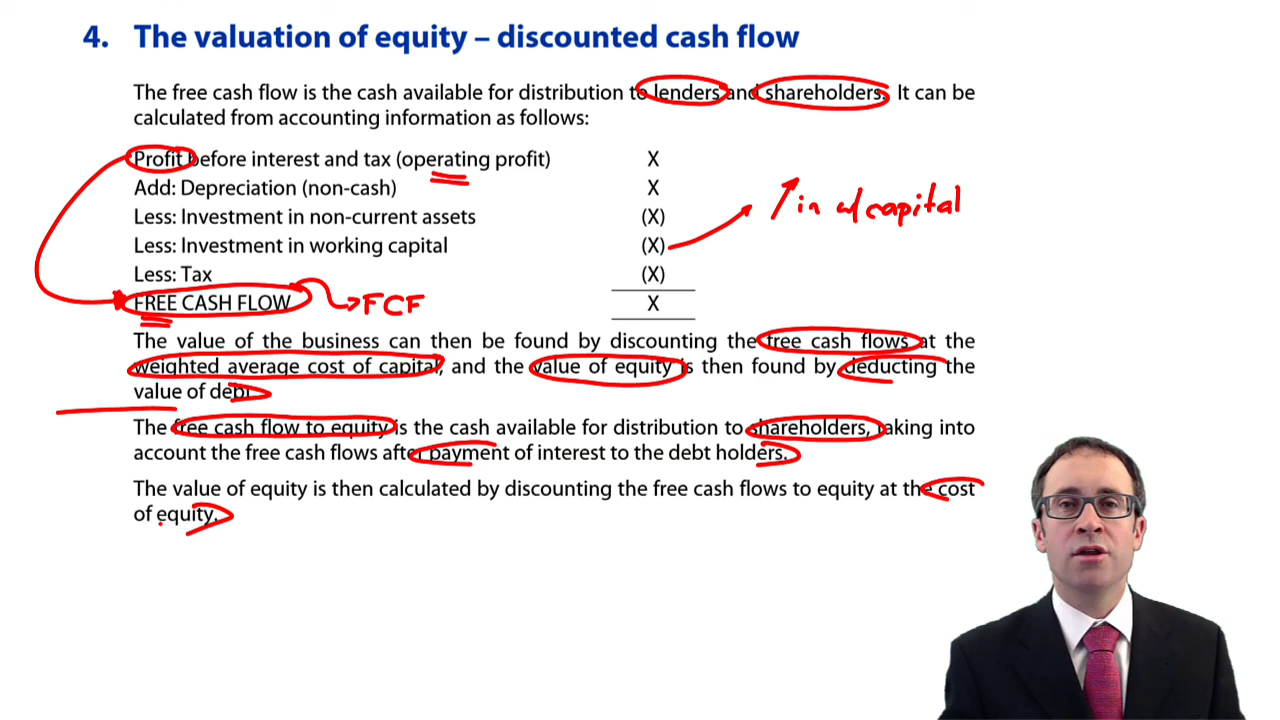 4. The valuation of equity – discounted cash flow
The free cash flow is the cash available for distribution to lenders and shareholders. It can be
calculated from accounting information as follows:
Profit before interest and tax (operating profit) X
Add: Depreciation (non-cash) X
Less: Investment in non-current assets (X)
Less: Investment in working capital (X)
in w/capital
Less: Tax (X)
FREE CASH FLOW X
FCF
The value of the business can then be found by discounting the free cash flows at the
weighted average cost of capital, and the value of equity is then found by deducting the
value of debt
The free cash flow to equity is the cash available for distribution to shareholders, taking into
account the free cash flows after payment of interest to the debt holders.
The value of equity is then calculated by discounting the free cash flows to equity at the cost
of equity.